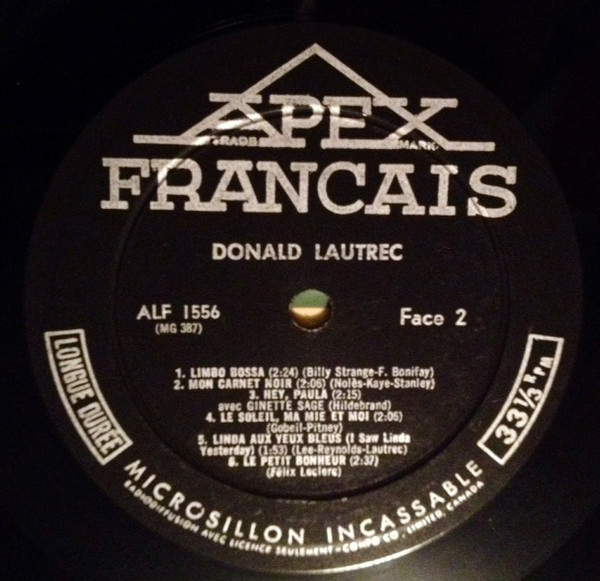 APEX
TRADE MARK
FRANCAIS
DONALD LAUTREC
ALF 1556
(MG 387)
Face 2
1. LIMBO BOSSA (2:24) (Billy Strange-F. Bonifay)
2. MON CARNET NOIR (2:06) (Nolès-Kaye-Stanley)
3. HEY, PAULA (2:15)
avec GINETTE SAGE (Hildebrand)
4. LE SOLEIL, MA MIE ET MOI (2:06)
(Gobeil-Pitney)
5. LINDA AUX YEUX BLEUS (I Saw Linda
Yesterday) (1:53) (Lee-Reynolds-Lautrec)
6. LE PETIT BONHEUR (2:37)
(Félix Leclerc)
LONGUE DURÉE
33⅓ RPM
MICROSILLON INCASSABLE
RADIODIFFUSION AVEC LICENCE SEULEMENT - COMPO CO., LIMITED, CANADA